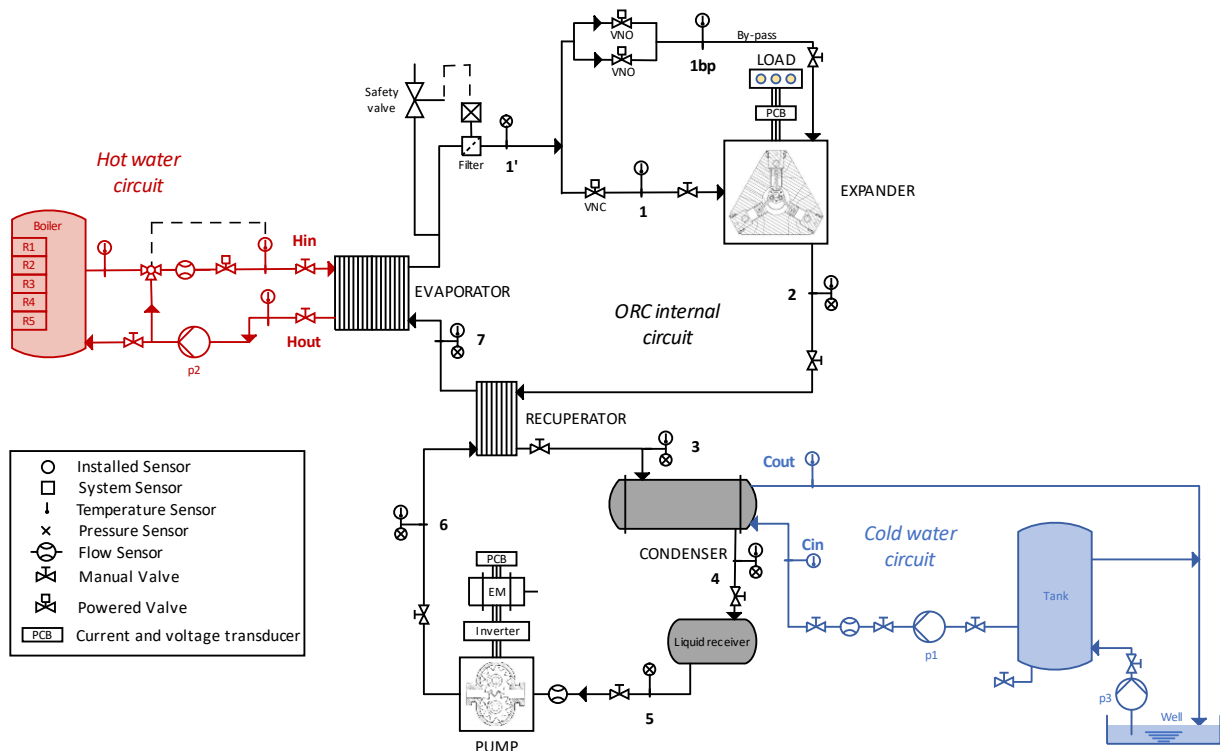 VNO
By-pass
VNO
1bp
LOAD
PCB
Safety
valve
Filter
1'
EXPANDER
VNC
1
Hot water
circuit
Boiler
R1
R2
R3
R4
R5
Hin
EVAPORATOR
Hout
p2
7
2
ORC internal
circuit
RECUPERATOR
3
Installed Sensor
System Sensor
Temperature Sensor
Pressure Sensor
Flow Sensor
Manual Valve
Powered Valve
PCB
Current and voltage transducer
6
CONDENSER
4
Cout
Cin
Cold water
circuit
Tank
p1
p3
Well
PCB
EM
Inverter
Liquid receiver
5
PUMP